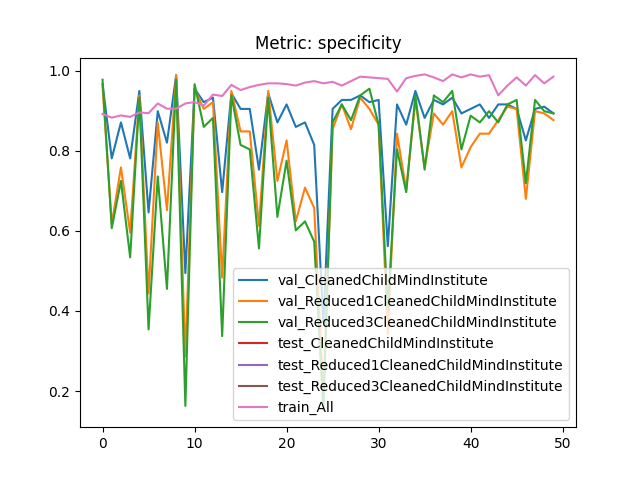 Metric: specificity
1.0
0.8
0.6
0.4
0.2
0
10
20
30
40
50
val_CleanedChildMindInstitute
val_Reduced1CleanedChildMindInstitute
val_Reduced3CleanedChildMindInstitute
test_CleanedChildMindInstitute
test_Reduced1CleanedChildMindInstitute
test_Reduced3CleanedChildMindInstitute
train_All